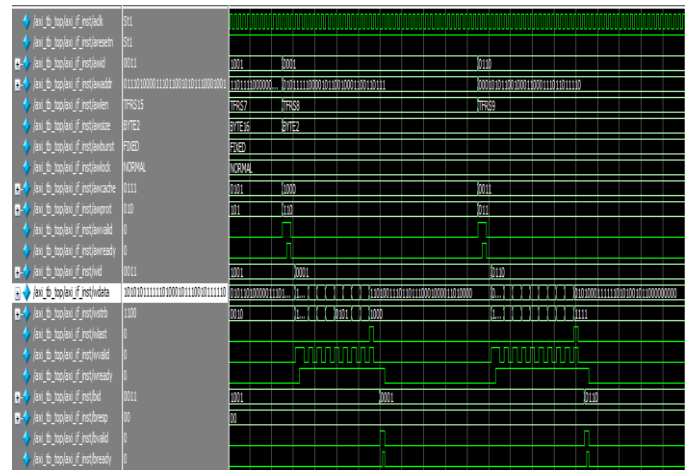 /axi_tb_top/axi_if_inst/aclk St1
/axi_tb_top/axi_if_inst/aresetn St1
/axi_tb_top/axi_if_inst/awid 0011 1001 0001 0110
/axi_tb_top/axi_if_inst/awaddr
/axi_tb_top/axi_if_inst/awlen TFRS15 TFRS7 TFRS8 TFRS9
/axi_tb_top/axi_if_inst/awsize BYTE2 BYTE16 BYTE2
/axi_tb_top/axi_if_inst/awburst FIXED FIXED
/axi_tb_top/axi_if_inst/awlock NORMAL NORMAL
/axi_tb_top/axi_if_inst/awcache 0111 0101 1000 0011
/axi_tb_top/axi_if_inst/awprot 010 101 110 011
/axi_tb_top/axi_if_inst/awvalid 0
/axi_tb_top/axi_if_inst/awready 0
/axi_tb_top/axi_if_inst/wid 0011 1001 0001 0110
/axi_tb_top/axi_if_inst/wdata
/axi_tb_top/axi_if_inst/wstrb 1100 0010 1... 0101 1000 1... 1111
/axi_tb_top/axi_if_inst/wlast 0
/axi_tb_top/axi_if_inst/wvalid 0
/axi_tb_top/axi_if_inst/wready 0
/axi_tb_top/axi_if_inst/bid 0011 1001 0001 0110
/axi_tb_top/axi_if_inst/bresp 00 00
/axi_tb_top/axi_if_inst/bvalid 0
/axi_tb_top/axi_if_inst/bready 0